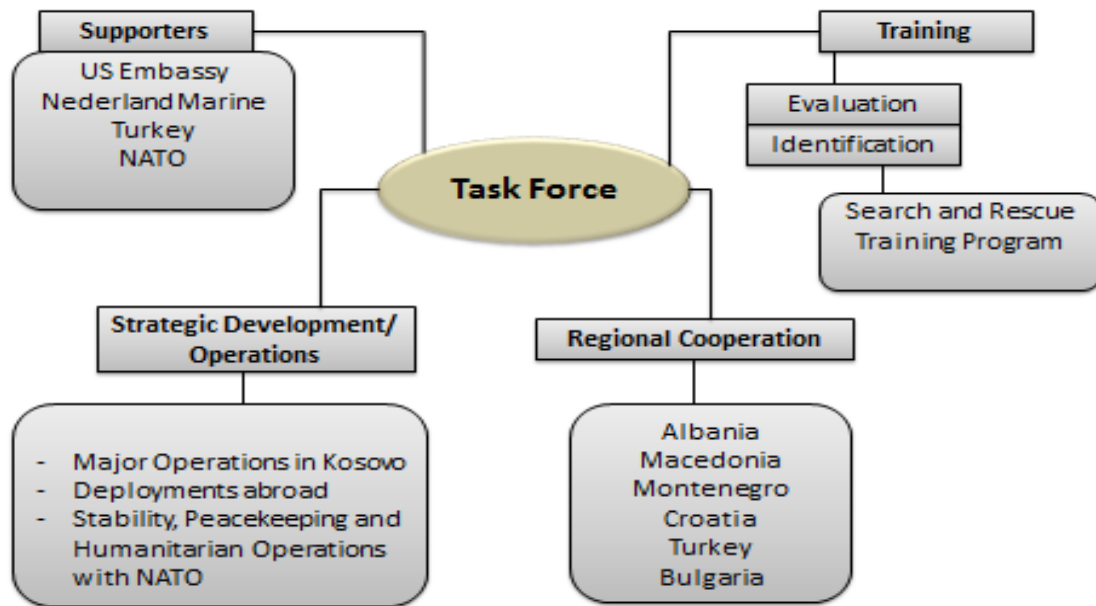 Supporters
US Embassy
Nederland Marine
Turkey
NATO
Training
Evaluation
Identification
Search and Rescue
Training Program
Task Force
Strategic Development/
Operations
- Major Operations in Kosovo
- Deployments abroad
- Stability, Peacekeeping and
Humanitarian Operations
with NATO
Regional Cooperation
Albania
Macedonia
Montenegro
Croatia
Turkey
Bulgaria